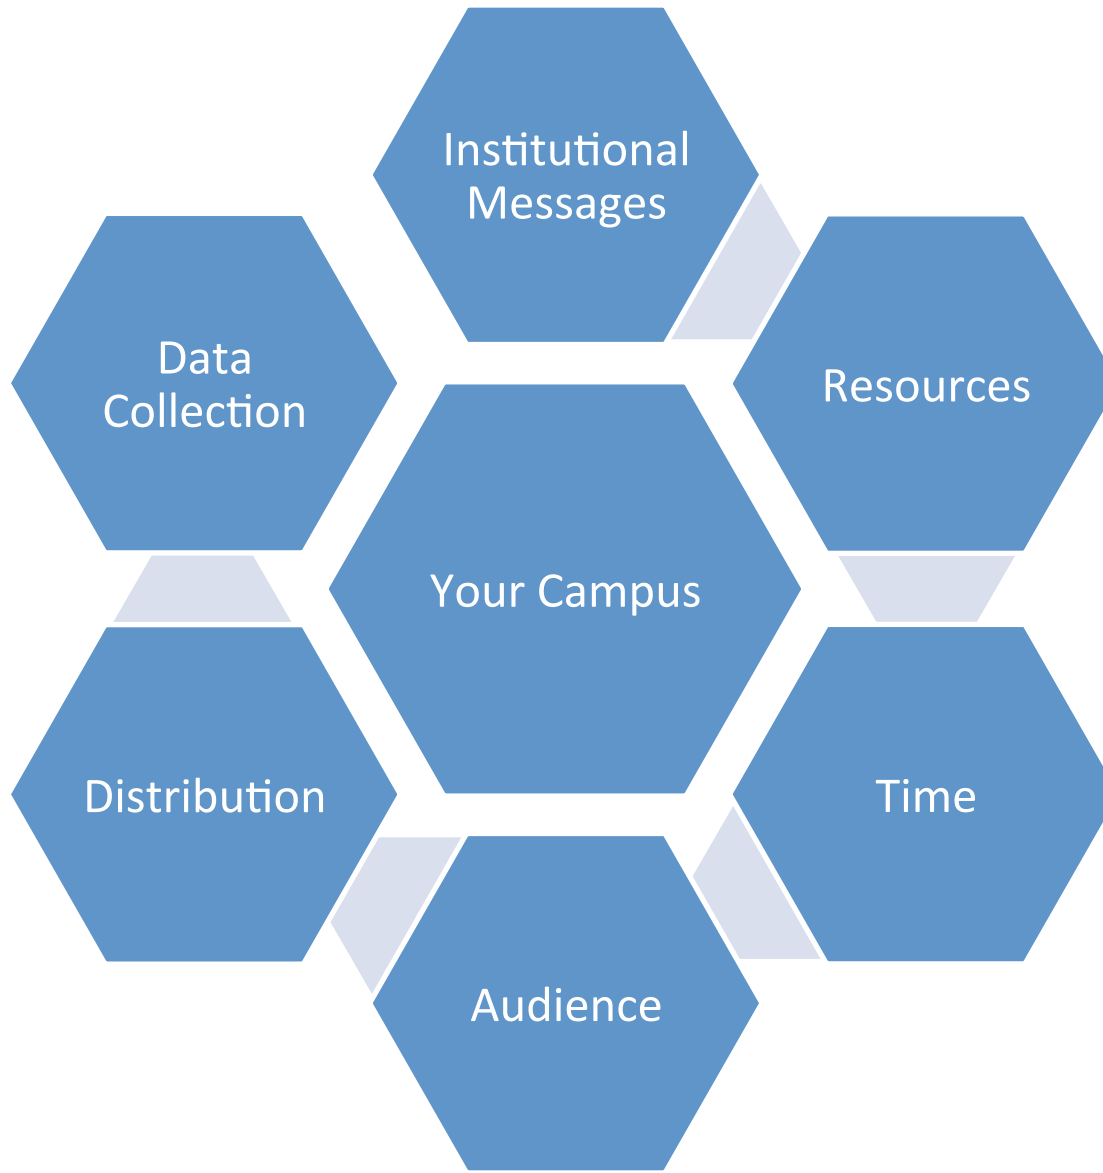 Institutional
Messages
Resources
Time
Audience
Distribution
Data
Collection
Your Campus